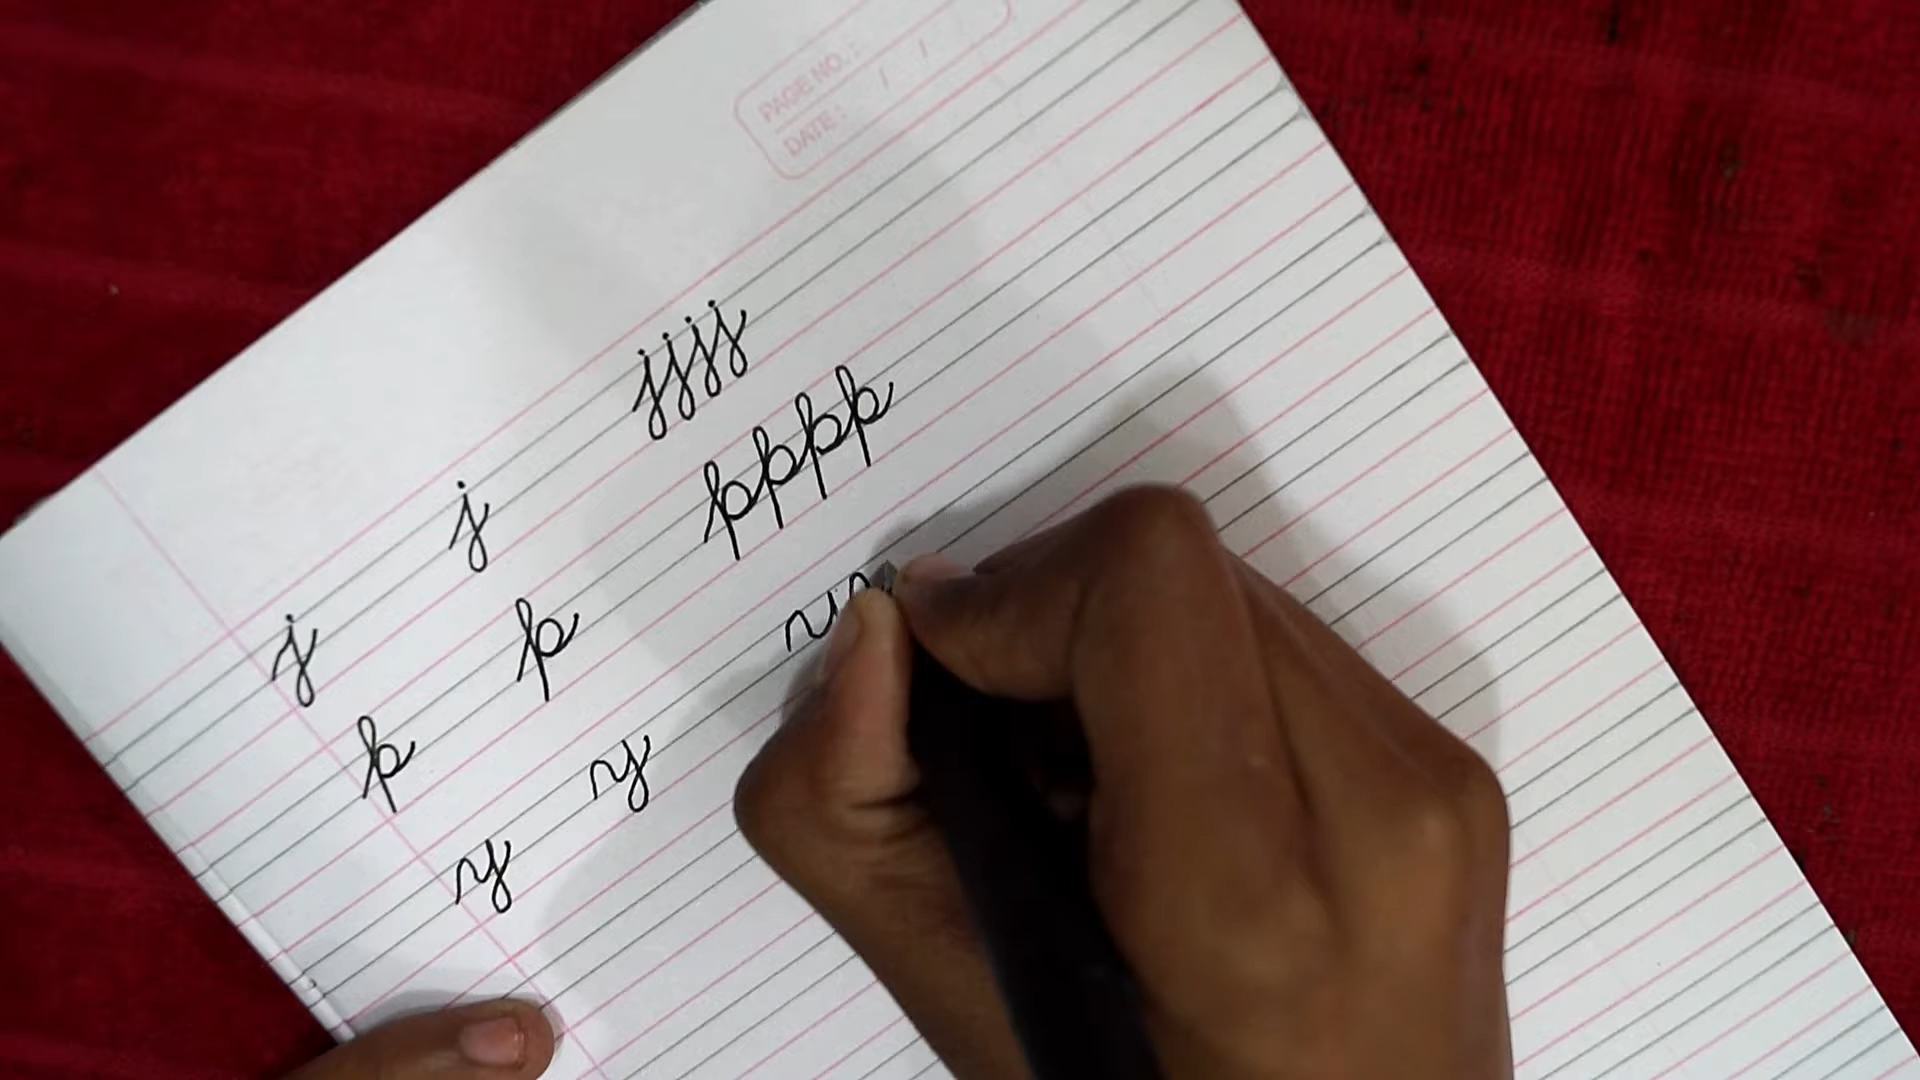 PAGE NO.:
DATE: / /
j j jjjj
p p pppp
y y